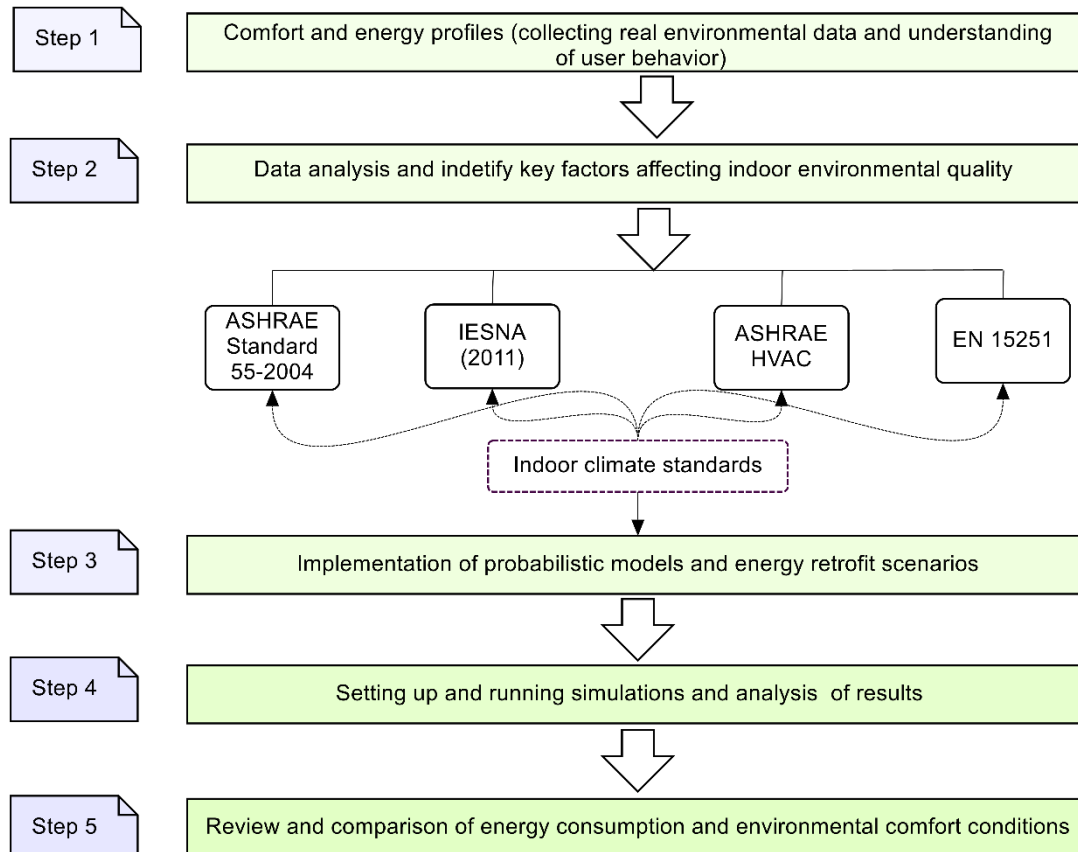 Step 1
Comfort and energy profiles (collecting real environmental data and understanding
of user behavior)
Step 2
Data analysis and indetify key factors affecting indoor environmental quality
ASHRAE
Standard
55-2004
IESNA
(2011)
ASHRAE
HVAC
EN 15251
Indoor climate standards
Step 3
Implementation of probabilistic models and energy retrofit scenarios
Step 4
Setting up and running simulations and analysis of results
Step 5
Review and comparison of energy consumption and environmental comfort conditions